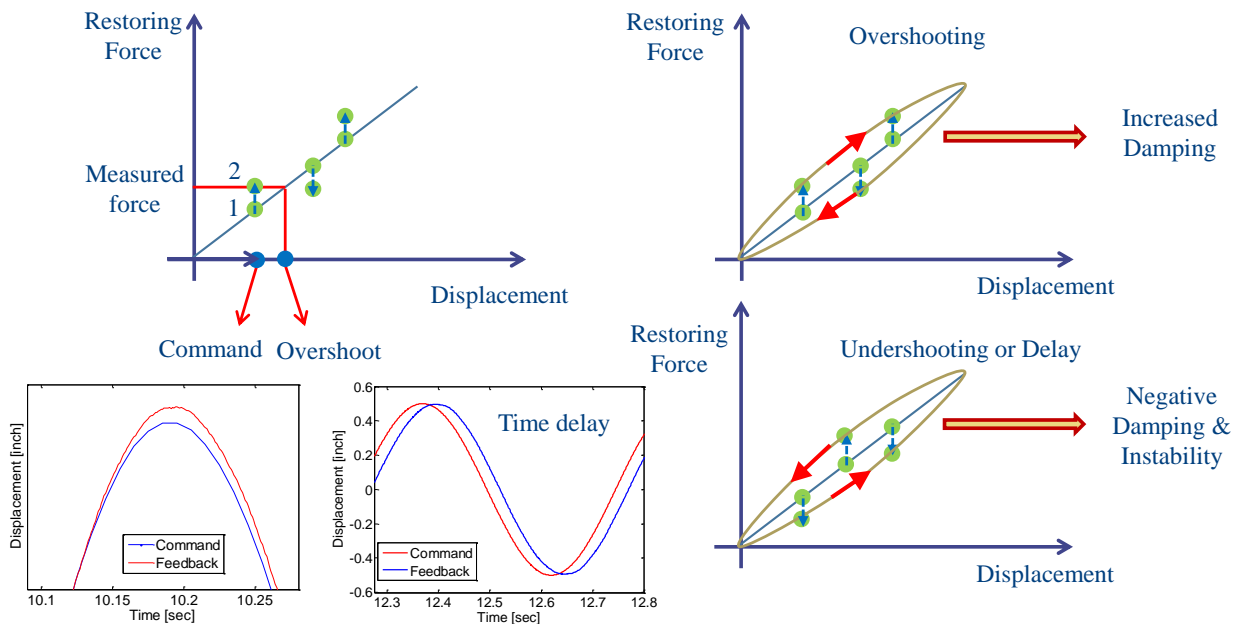 Restoring
Force
Measured
force
2
1
Displacement
Command
Overshoot
Restoring
Force
Overshooting
Increased
Damping
Displacement
Restoring
Force
Undershooting or Delay
Negative
Damping &
Instability
Displacement
Displacement [inch]
Command
Feedback
10.1
10.15
10.2
10.25
Time [sec]
Displacement [inch]
0.6
0.4
0.2
0
-0.2
-0.4
-0.6
Time delay
Command
Feedback
12.3
12.4
12.5
12.6
12.7
12.8
Time [sec]